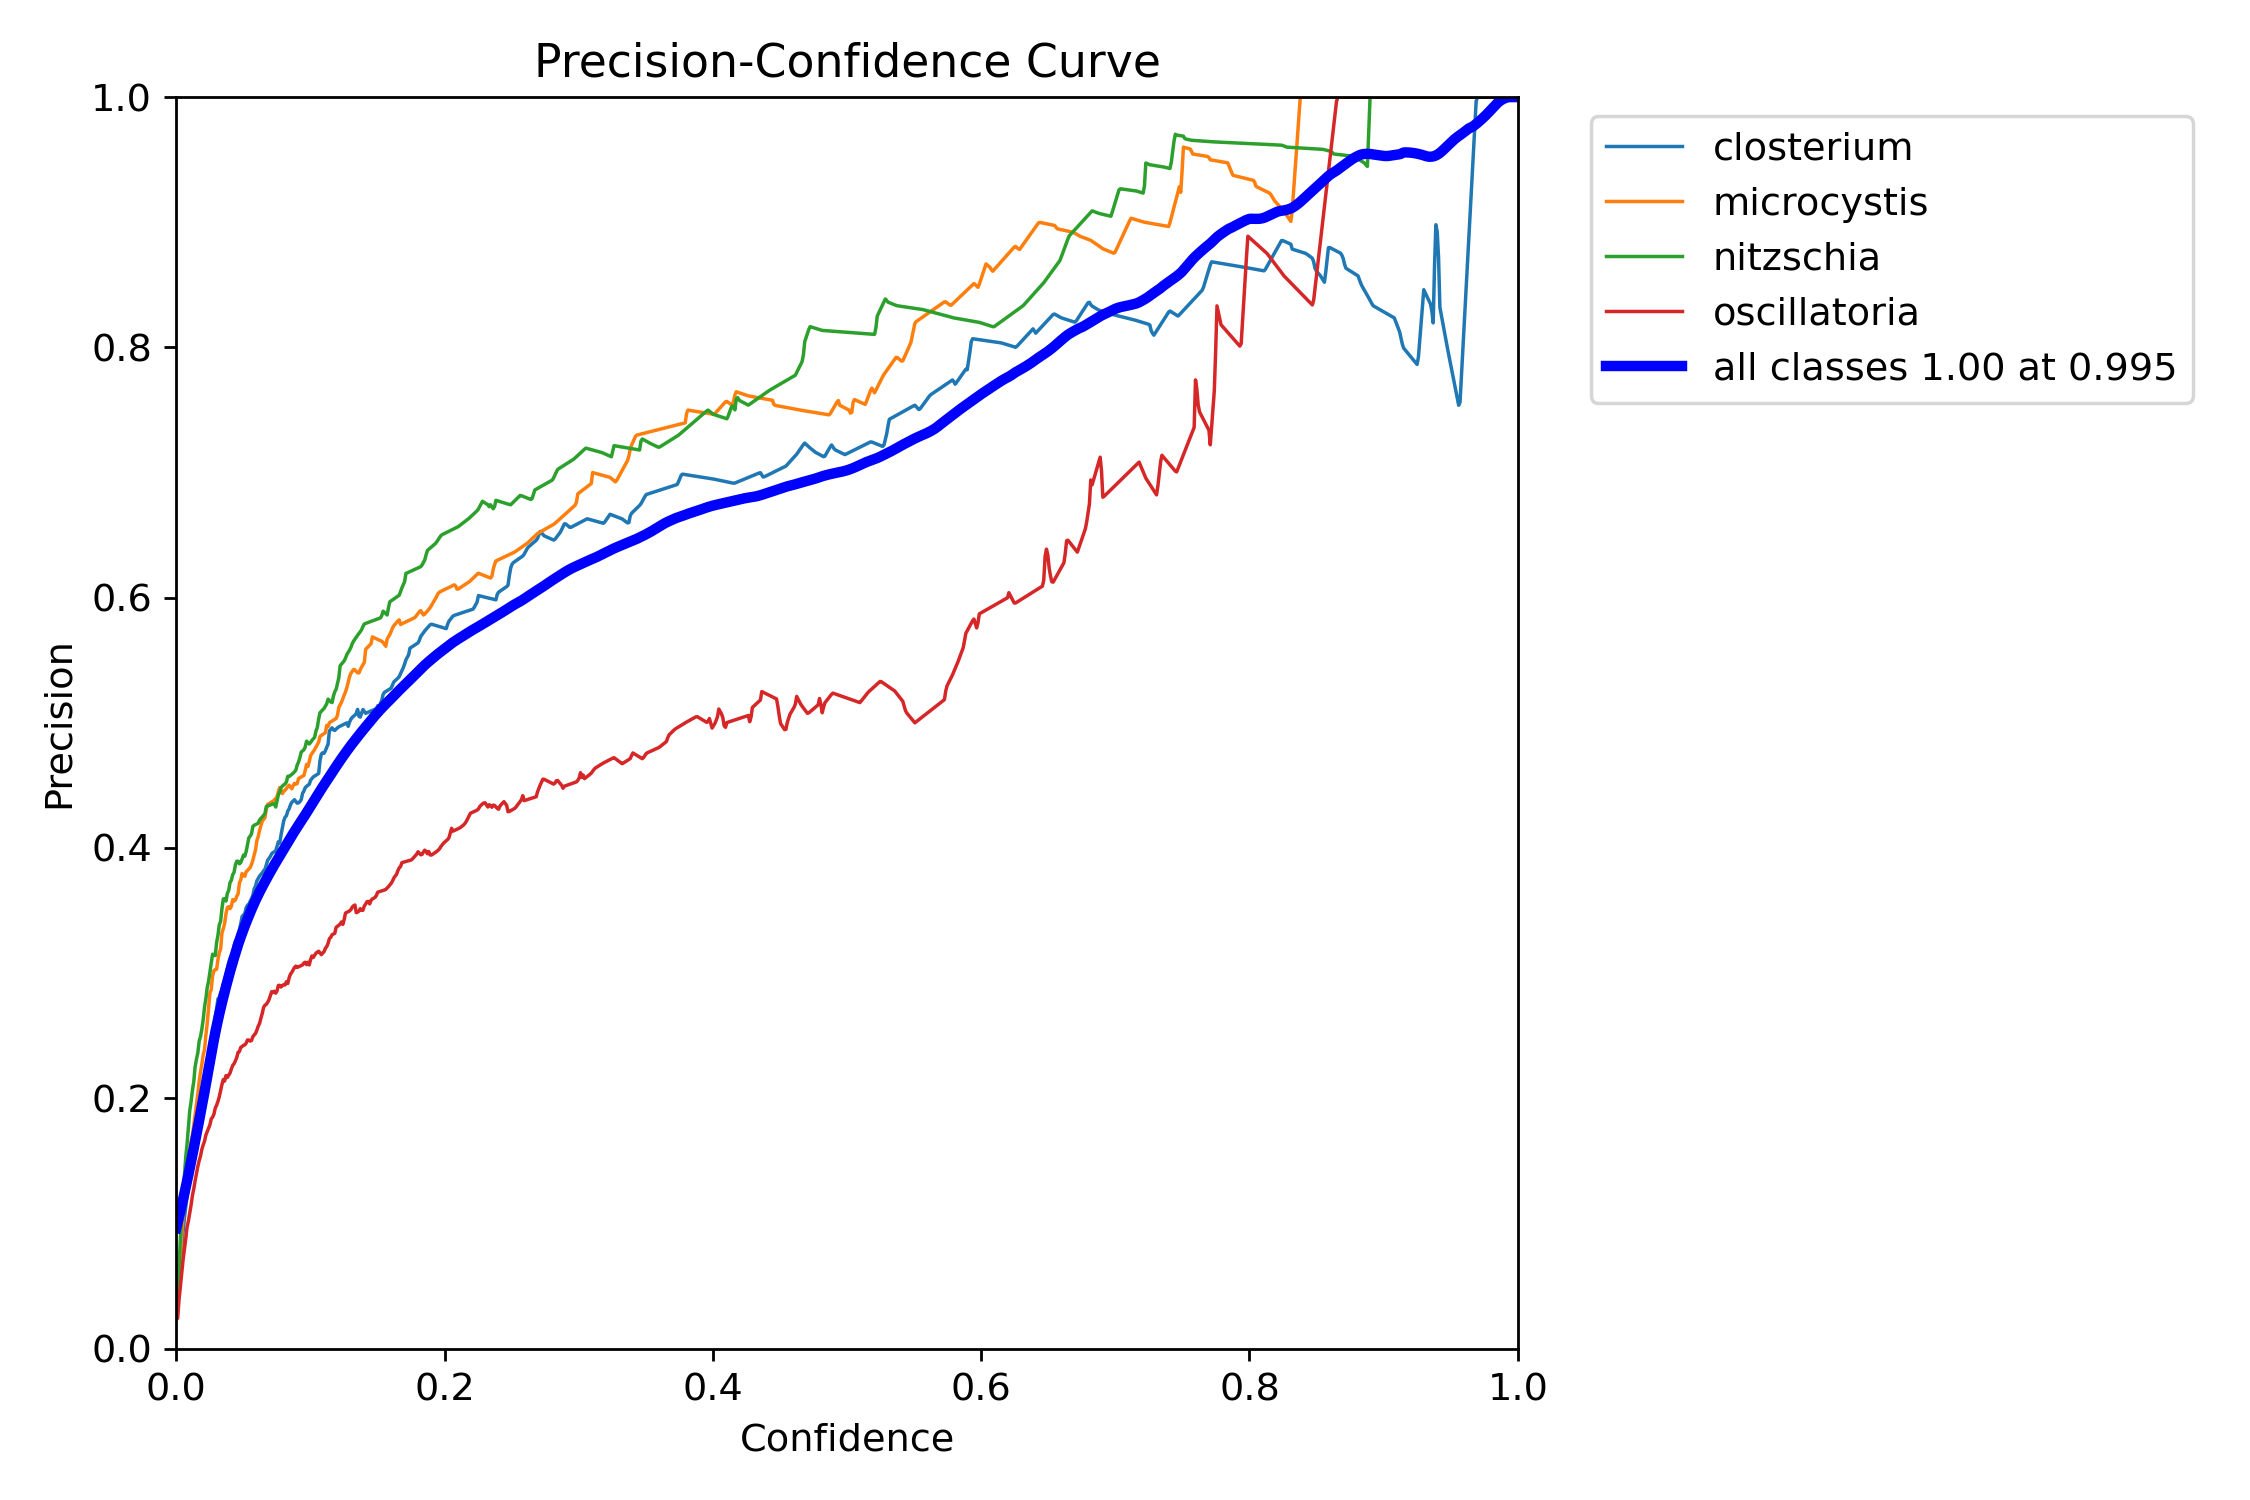 Precision-Confidence Curve
1.0
0.8
0.6
0.4
0.2
0.0
Precision
0.0 0.2 0.4 0.6 0.8 1.0
Confidence
closterium
microcystis
nitzschia
oscillatoria
all classes 1.00 at 0.995